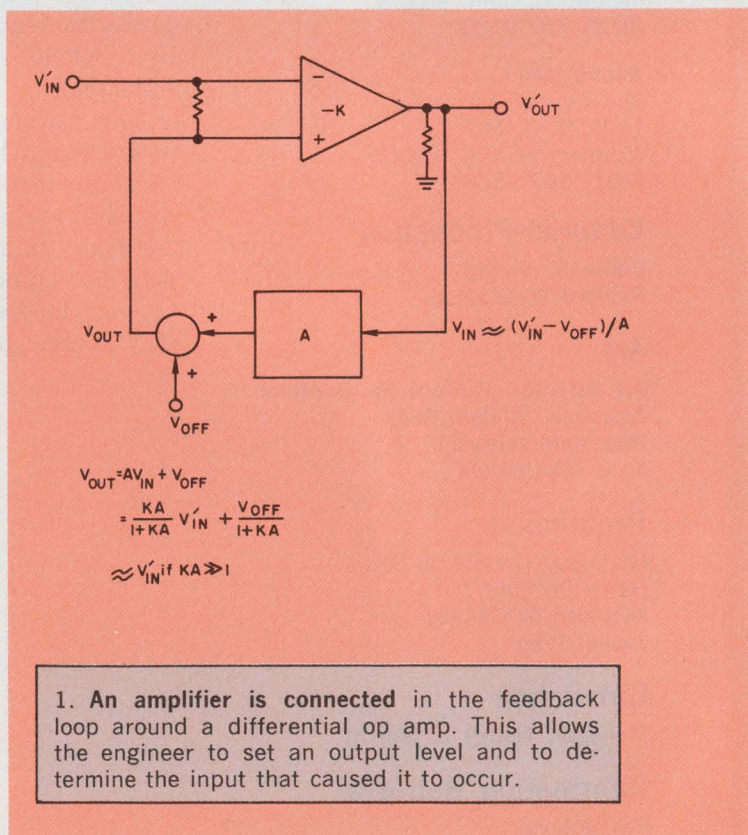 V′IN
−
−K
+
V′OUT
VOUT
+
A
VIN ≈ (V′IN − VOFF)/A
+
VOFF
VOUT=AVIN + VOFF
= KA/1+KA V′IN + VOFF/1+KA
≈ V′IN if KA ≫ 1
1. An amplifier is connected in the feedback
loop around a differential op amp. This allows
the engineer to set an output level and to de-
termine the input that caused it to occur.